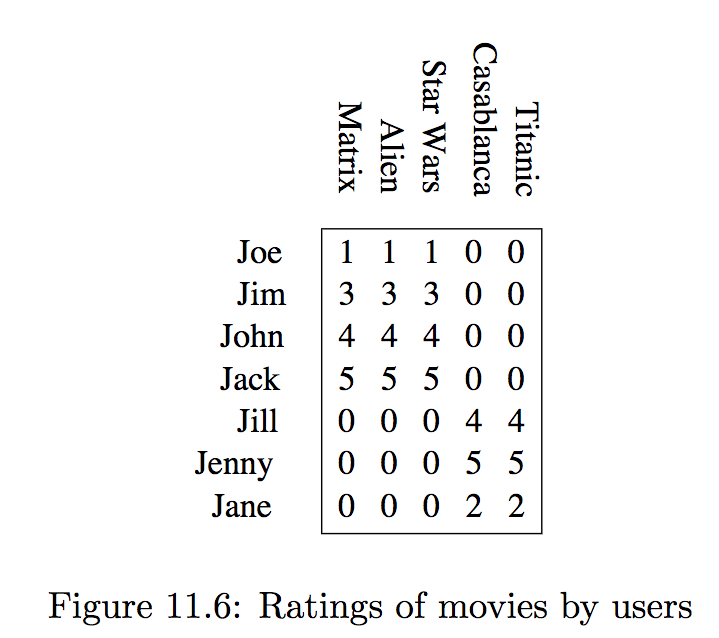 Matrix Alien Star Wars Casablanca Titanic
Joe 1 1 1 0 0
Jim 3 3 3 0 0
John 4 4 4 0 0
Jack 5 5 5 0 0
Jill 0 0 0 4 4
Jenny 0 0 0 5 5
Jane 0 0 0 2 2
Figure 11.6: Ratings of movies by users